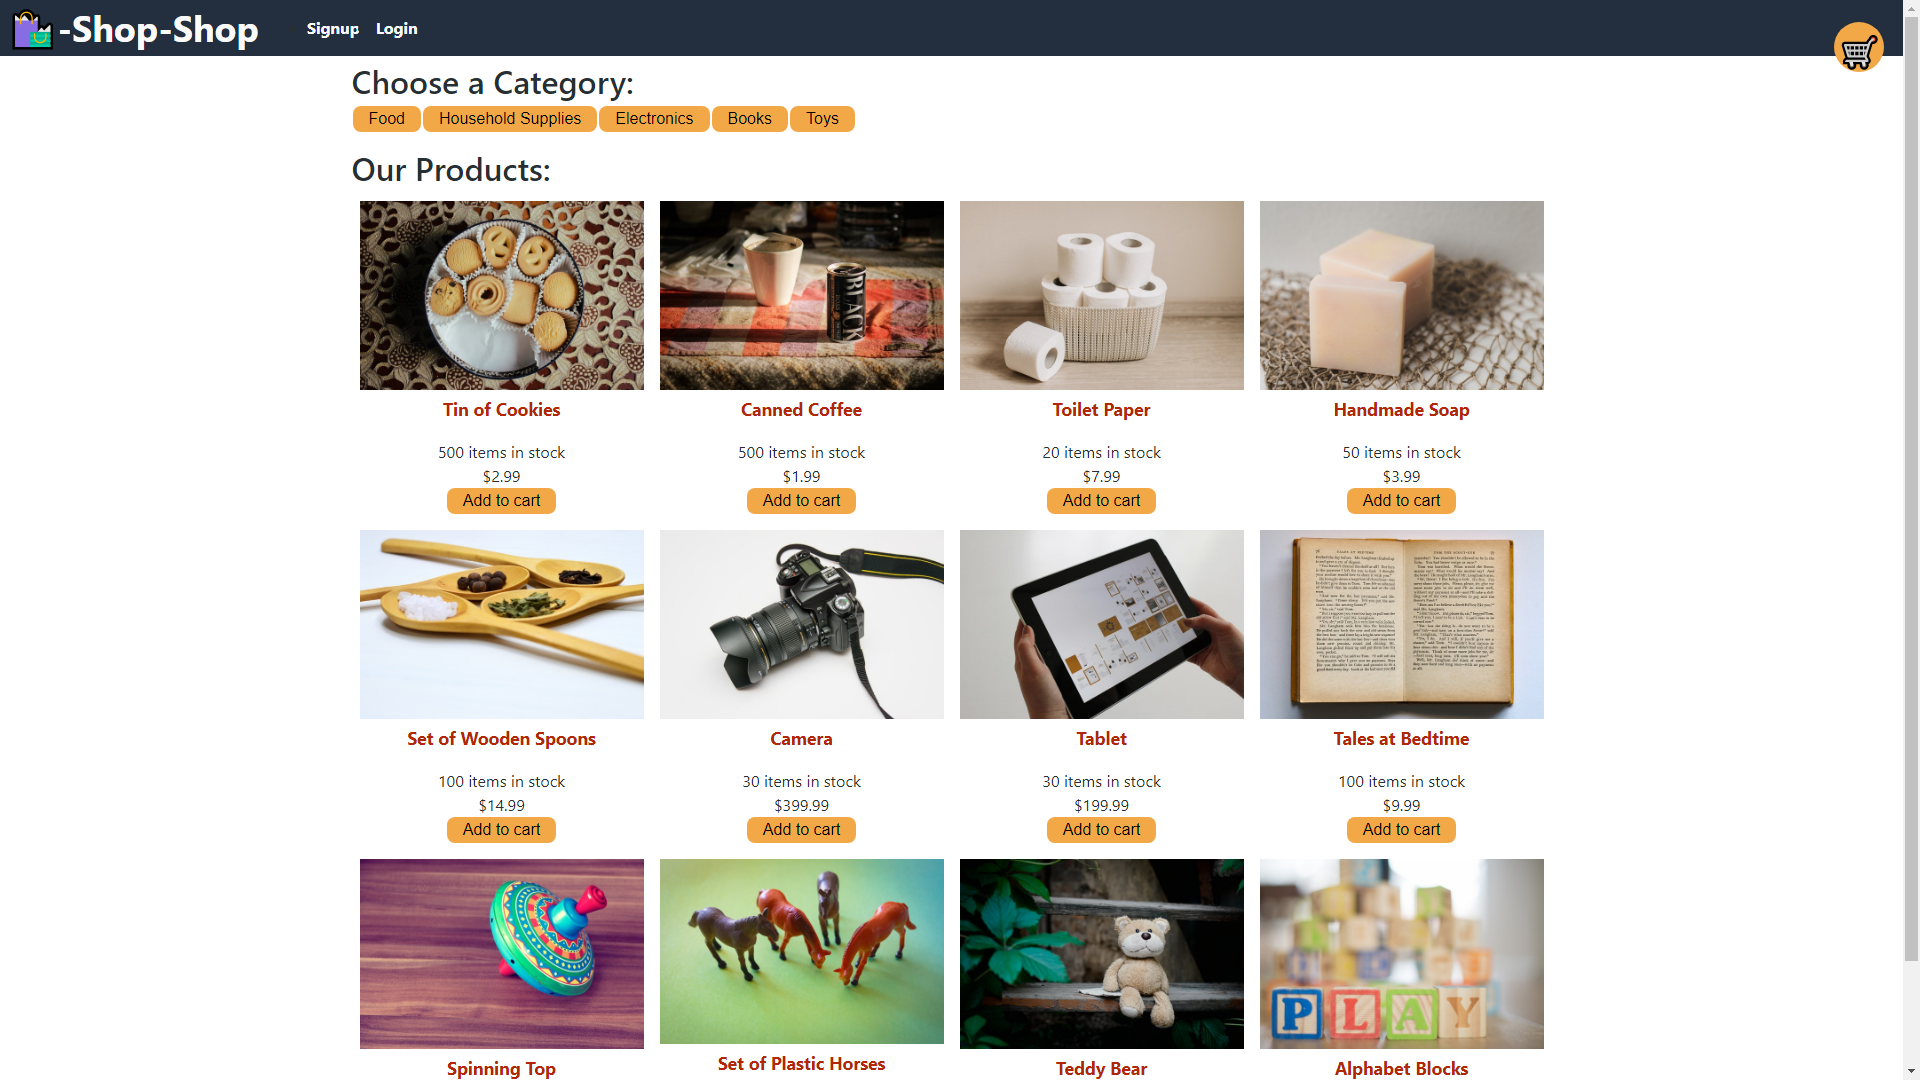 -Shop-Shop
Signup Login
Choose a Category:
Food Household Supplies Electronics Books Toys
Our Products:
BLACK
Tin of Cookies Canned Coffee Toilet Paper Handmade Soap
500 items in stock 500 items in stock 20 items in stock 50 items in stock
$2.99 $1.99 $7.99 $3.99
Add to cart Add to cart Add to cart Add to cart
Set of Wooden Spoons Camera Tablet Tales at Bedtime
100 items in stock 30 items in stock 30 items in stock 100 items in stock
$14.99 $399.99 $199.99 $9.99
Add to cart Add to cart Add to cart Add to cart
PLAY
Spinning Top Set of Plastic Horses Teddy Bear Alphabet Blocks